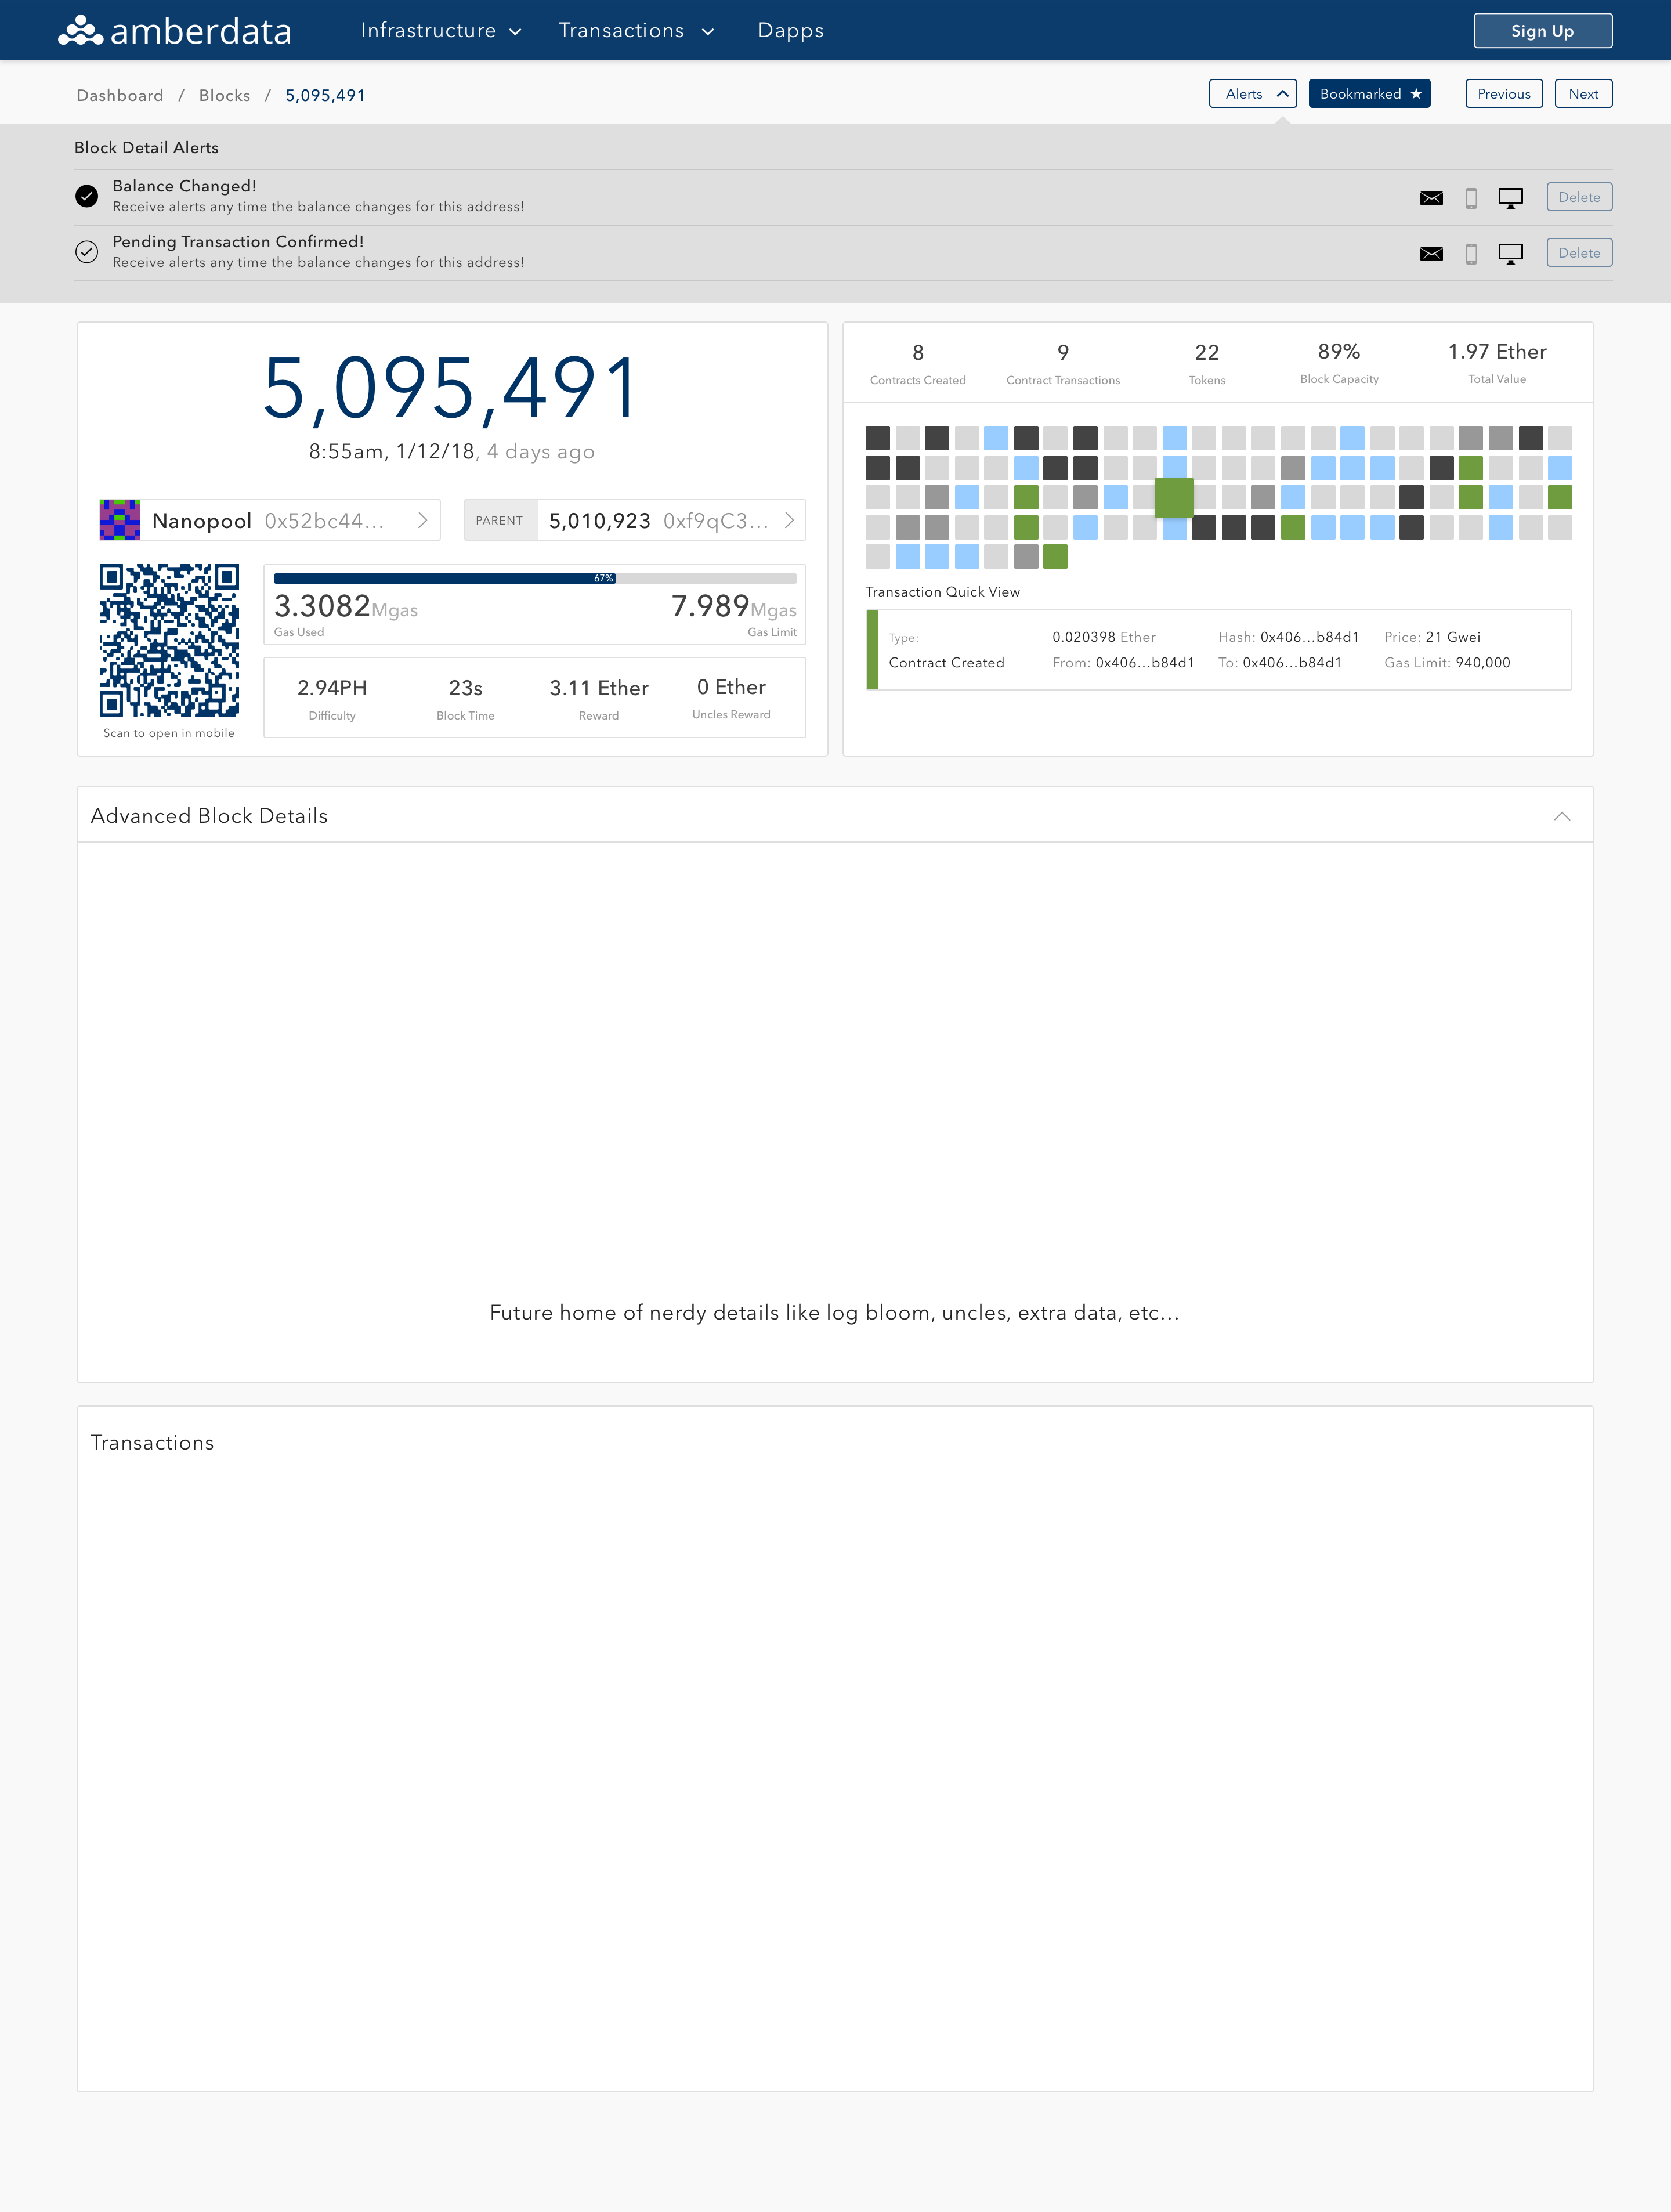 amberdata Infrastructure Transactions Dapps Sign Up
Dashboard / Blocks / 5,095,491 Alerts Bookmarked ★ Previous Next
Block Detail Alerts
Balance Changed!
Receive alerts any time the balance changes for this address!
Delete
Pending Transaction Confirmed!
Receive alerts any time the balance changes for this address!
Delete
5,095,491
8:55am, 1/12/18, 4 days ago
Nanopool 0x52bc44...
PARENT 5,010,923 0xf9qC3...
67%
3.3082Mgas 7.989Mgas
Gas Used Gas Limit
2.94PH 23s 3.11 Ether 0 Ether
Difficulty Block Time Reward Uncles Reward
Scan to open in mobile
8 9 22 89% 1.97 Ether
Contracts Created Contract Transactions Tokens Block Capacity Total Value
Transaction Quick View
Type: 0.020398 Ether Hash: 0x406...b84d1 Price: 21 Gwei
Contract Created From: 0x406...b84d1 To: 0x406...b84d1 Gas Limit: 940,000
Advanced Block Details
Future home of nerdy details like log bloom, uncles, extra data, etc...
Transactions